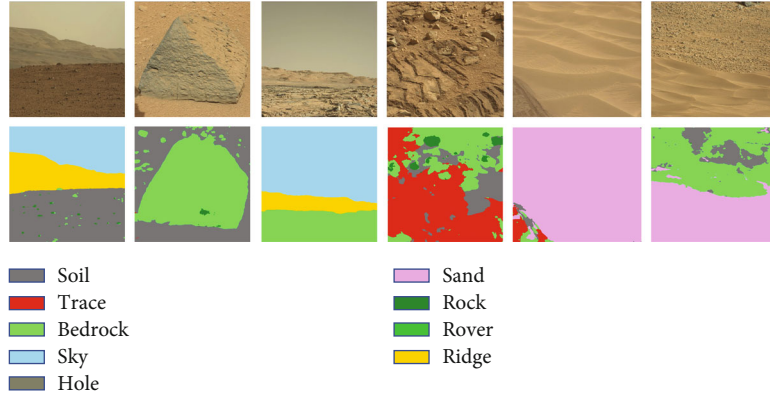 Soil
Trace
Bedrock
Sky
Hole
Sand
Rock
Rover
Ridge